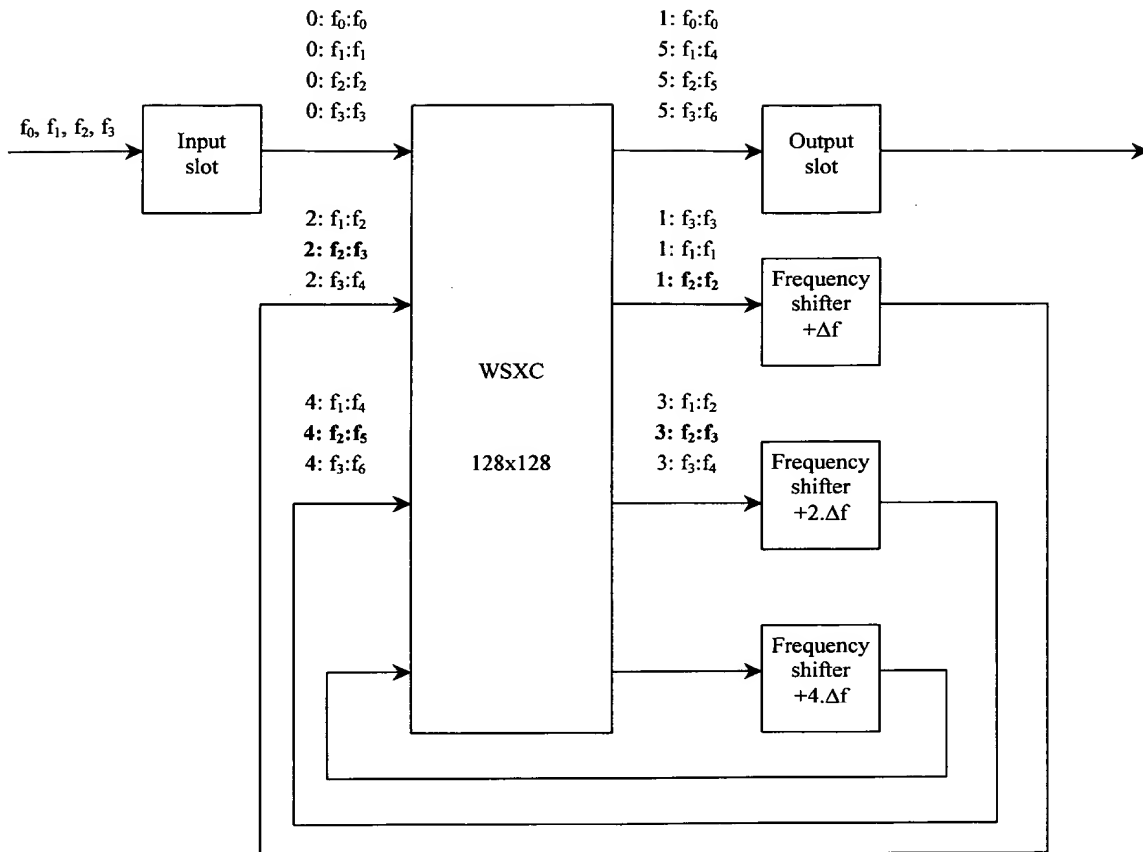 0: f₀:f₀
0: f₁:f₁
0: f₂:f₂
0: f₃:f₃
1: f₀:f₀
5: f₁:f₄
5: f₂:f₅
5: f₃:f₆
f₀, f₁, f₂, f₃
Input
slot
Output
slot
2: f₁:f₂
2: f₂:f₃
2: f₃:f₄
1: f₃:f₃
1: f₁:f₁
1: f₂:f₂
Frequency
shifter
+Δf
WSXC
128x128
4: f₁:f₄
4: f₂:f₅
4: f₃:f₆
3: f₁:f₂
3: f₂:f₃
3: f₃:f₄
Frequency
shifter
+2.Δf
Frequency
shifter
+4.Δf